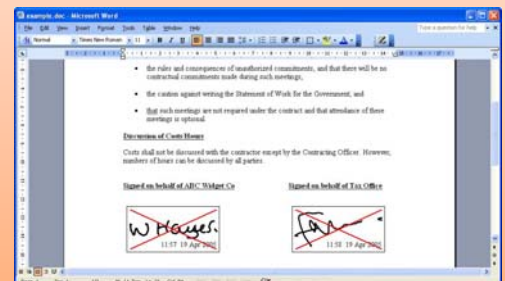 example.doc - Microsoft Word
File Edit View Insert Format Tools Table Window Help
Type a question for help
Normal Times New Roman 11 B I U
• the rules and consequences of unauthorized commitments, and that there will be no
contractual commitments made during such meetings,
• the caution against writing the Statement of Work for the Government, and
• that such meetings are not required under the contract and that attendance of these
meetings is optional.
Discussion of Costs/Hours
Costs shall not be discussed with the contractor except by the Contracting Officer. However,
numbers of hours can be discussed by all parties.
Signed on behalf of ABC Widget Co Signed on behalf of Tax Office
W Hayes.
11:57 19 Apr 2005 11:58 19 Apr 2005